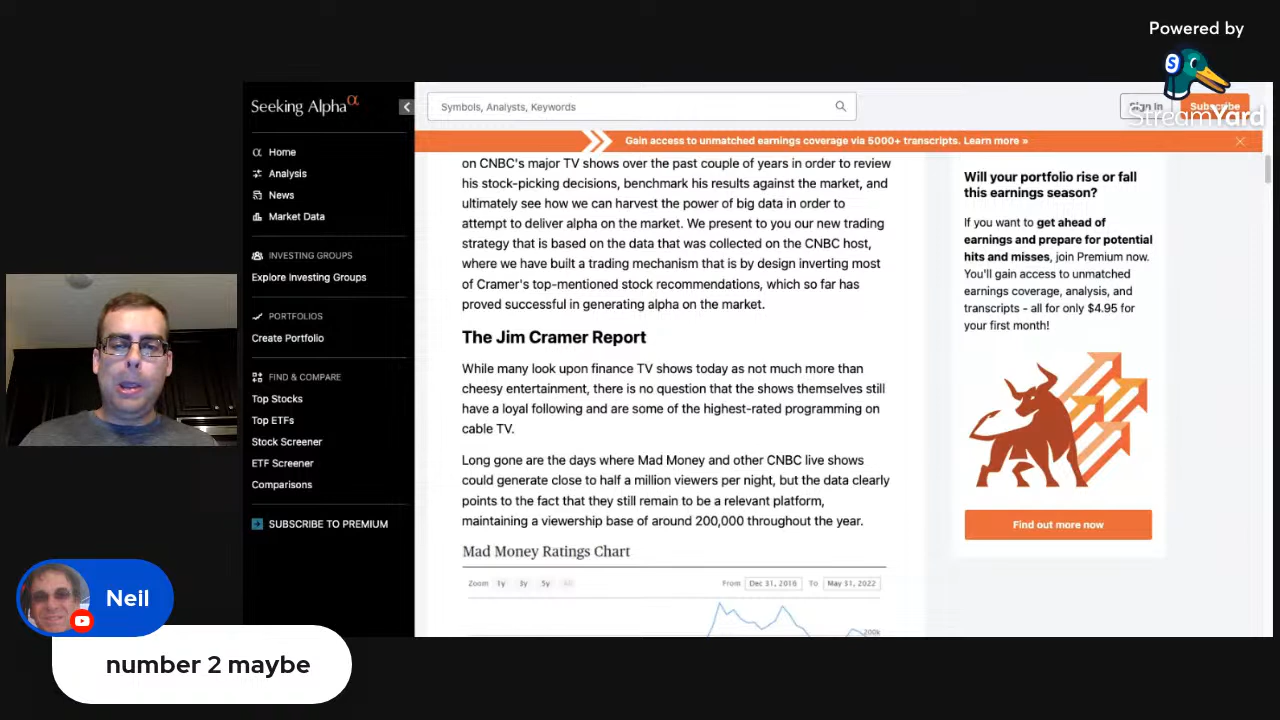 Powered by
StreamYard
Seeking Alphaα
Symbols, Analysts, Keywords
Sign In
Subscribe
Gain access to unmatched earnings coverage via 5000+ transcripts. Learn more »
Home
Analysis
News
Market Data
INVESTING GROUPS
Explore Investing Groups
PORTFOLIOS
Create Portfolio
FIND & COMPARE
Top Stocks
Top ETFs
Stock Screener
ETF Screener
Comparisons
SUBSCRIBE TO PREMIUM
on CNBC's major TV shows over the past couple of years in order to review
his stock-picking decisions, benchmark his results against the market, and
ultimately see how we can harvest the power of big data in order to
attempt to deliver alpha on the market. We present to you our new trading
strategy that is based on the data that was collected on the CNBC host,
where we have built a trading mechanism that is by design inverting most
of Cramer's top-mentioned stock recommendations, which so far has
proved successful in generating alpha on the market.
The Jim Cramer Report
While many look upon finance TV shows today as not much more than
cheesy entertainment, there is no question that the shows themselves still
have a loyal following and are some of the highest-rated programming on
cable TV.
Long gone are the days where Mad Money and other CNBC live shows
could generate close to half a million viewers per night, but the data clearly
points to the fact that they still remain to be a relevant platform,
maintaining a viewership base of around 200,000 throughout the year.
Mad Money Ratings Chart
Zoom 1y 3y 5y All
From Dec 31, 2016 To May 31, 2022
200k
Will your portfolio rise or fall
this earnings season?
If you want to get ahead of
earnings and prepare for potential
hits and misses, join Premium now.
You'll gain access to unmatched
earnings coverage, analysis, and
transcripts - all for only $4.95 for
your first month!
Find out more now
Neil
number 2 maybe